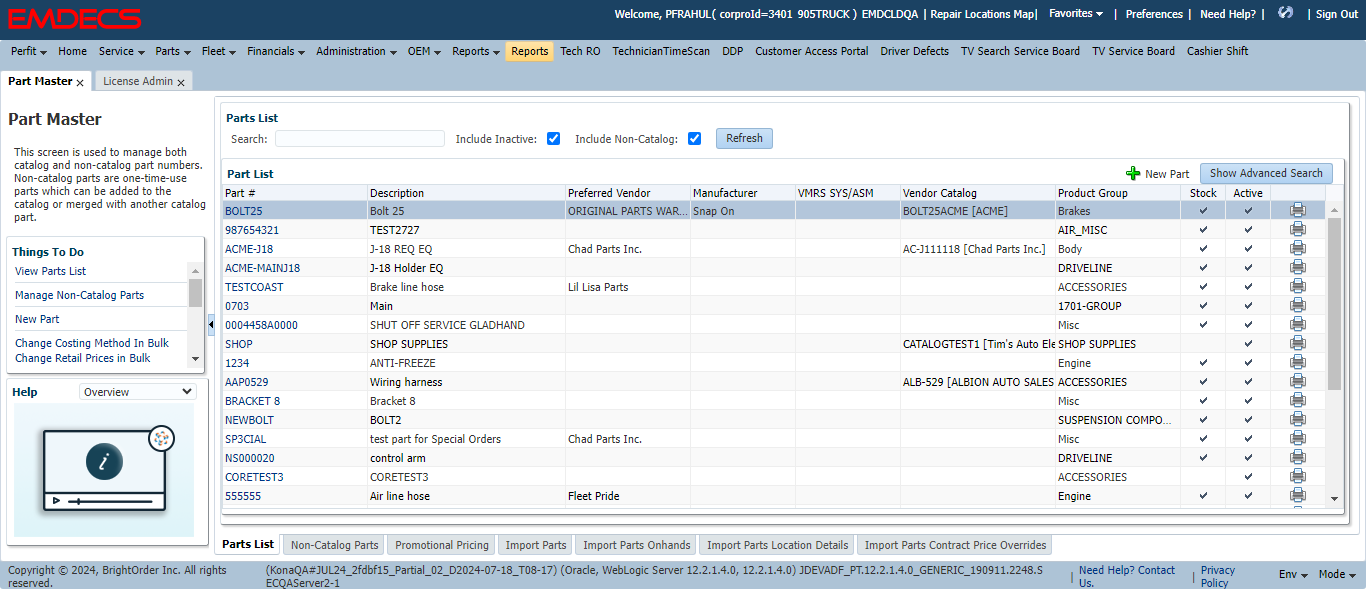 EMDECS
Welcome, PFRAHUL( corproId=3401 905TRUCK ) EMDCLDQA | Repair Locations Map| Favorites | Preferences | Need Help? | | Sign Out
Perfit Home Service Parts Fleet Financials Administration OEM Reports Reports Tech RO TechnicianTimeScan DDP Customer Access Portal Driver Defects TV Search Service Board TV Service Board Cashier Shift
Part Master License Admin
Part Master
This screen is used to manage both
catalog and non-catalog part numbers.
Non-catalog parts are one-time-use
parts which can be added to the
catalog or merged with another catalog
part.
Things To Do
View Parts List
Manage Non-Catalog Parts
New Part
Change Costing Method In Bulk
Change Retail Prices in Bulk
Help Overview
i
Parts List
Search: Include Inactive: Include Non-Catalog: Refresh
Part List New Part Show Advanced Search
Part # Description Preferred Vendor Manufacturer VMRS SYS/ASM Vendor Catalog Product Group Stock Active
BOLT25 Bolt 25 ORIGINAL PARTS WAR... Snap On BOLT25ACME [ACME] Brakes
987654321 TEST2727 AIR_MISC
ACME-J18 J-18 REQ EQ Chad Parts Inc. AC-J111118 [Chad Parts Inc.] Body
ACME-MAINJ18 J-18 Holder EQ DRIVELINE
TESTCOAST Brake line hose Lil Lisa Parts ACCESSORIES
0703 Main 1701-GROUP
0004458A0000 SHUT OFF SERVICE GLADHAND Misc
SHOP SHOP SUPPLIES CATALOGTEST1 [Tim's Auto Ele SHOP SUPPLIES
1234 ANTI-FREEZE Engine
AAP0529 Wiring harness ALB-529 [ALBION AUTO SALES ACCESSORIES
BRACKET 8 Bracket 8 Misc
NEWBOLT BOLT2 SUSPENSION COMPO...
SP3CIAL test part for Special Orders Chad Parts Inc. Misc
NS000020 control arm DRIVELINE
CORETEST3 CORETEST3 ACCESSORIES
555555 Air line hose Fleet Pride Engine
Parts List Non-Catalog Parts Promotional Pricing Import Parts Import Parts Onhands Import Parts Location Details Import Parts Contract Price Overrides
Copyright © 2024, BrightOrder Inc. All rights
reserved.
(KonaQA#JUL24_2fdbf15_Partial_02_D2024-07-18_T08-17) (Oracle, WebLogic Server 12.2.1.4.0, 12.2.1.4.0) JDEVADF_PT.12.2.1.4.0_GENERIC_190911.2248.S
ECQAServer2-1
| Need Help? Contact
Us.
| Privacy
Policy
Env Mode